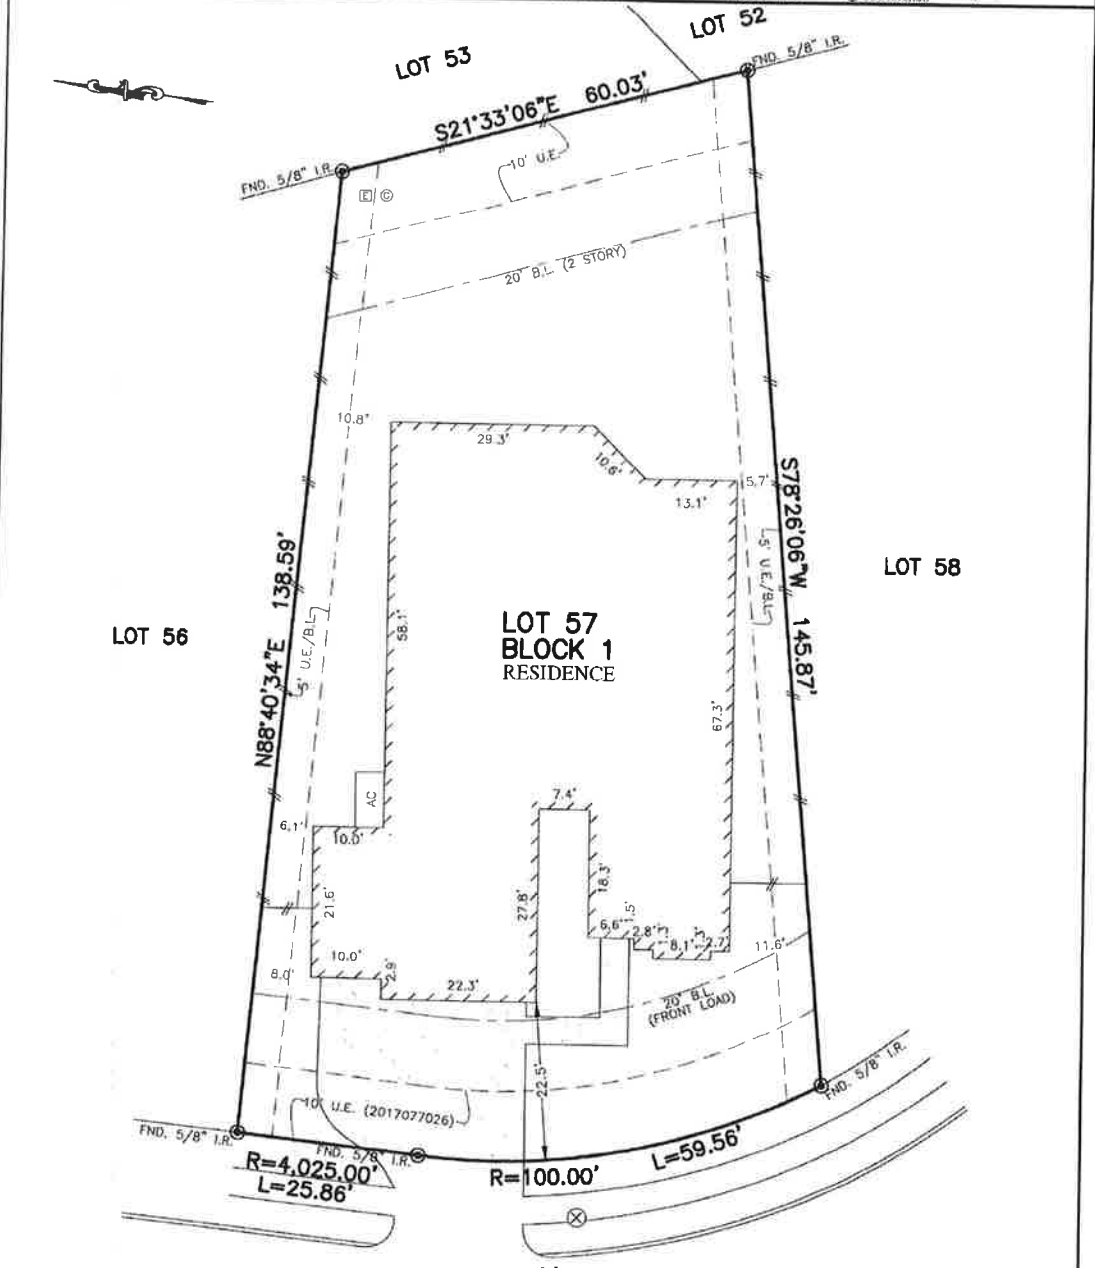 LOT 52
LOT 53
FND. 5/8" I.R.
S21°33'06"E 60.03'
10' U.E.
FND. 5/8" I.R.
E C
20' B.L. (2 STORY)
10.8'
29.3'
10.6'
13.1'
5.7'
S78°26'06"W 145.87'
5' U.E./B.L.
LOT 58
N88°40'34"E 138.59'
5' U.E./B.L.
LOT 56
58.1'
LOT 57
BLOCK 1
RESIDENCE
67.3'
AC
7.4'
6.1'
10.0'
21.6'
27.8'
18.3'
6.6'
1.5'
2.8'
8.1'
2.7'
11.6'
10.0'
2.9'
8.0'
22.3'
20' B.L.
(FRONT LOAD)
22.5'
10' U.E. (2017077026)
FND. 5/8" I.R.
FND. 5/8" I.R.
FND. 5/8" I.R.
R=4,025.00'
L=25.86'
R=100.00'
L=59.56'